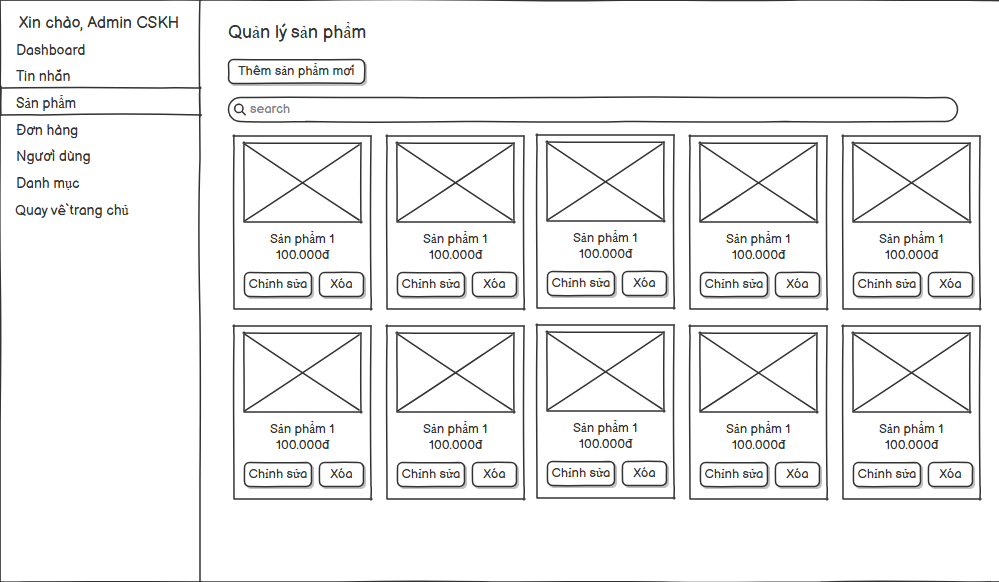 Xin chào, Admin CSKH
Dashboard
Tin nhắn
Sản phẩm
Đơn hàng
Người dùng
Danh mục
Quay về trang chủ
Quản lý sản phẩm
Thêm sản phẩm mới
search
Sản phẩm 1 Sản phẩm 1 Sản phẩm 1 Sản phẩm 1 Sản phẩm 1
100.000đ 100.000đ 100.000đ 100.000đ 100.000đ
Chỉnh sửa Xóa Chỉnh sửa Xóa Chỉnh sửa Xóa Chỉnh sửa Xóa Chỉnh sửa Xóa
Sản phẩm 1 Sản phẩm 1 Sản phẩm 1 Sản phẩm 1 Sản phẩm 1
100.000đ 100.000đ 100.000đ 100.000đ 100.000đ
Chỉnh sửa Xóa Chỉnh sửa Xóa Chỉnh sửa Xóa Chỉnh sửa Xóa Chỉnh sửa Xóa